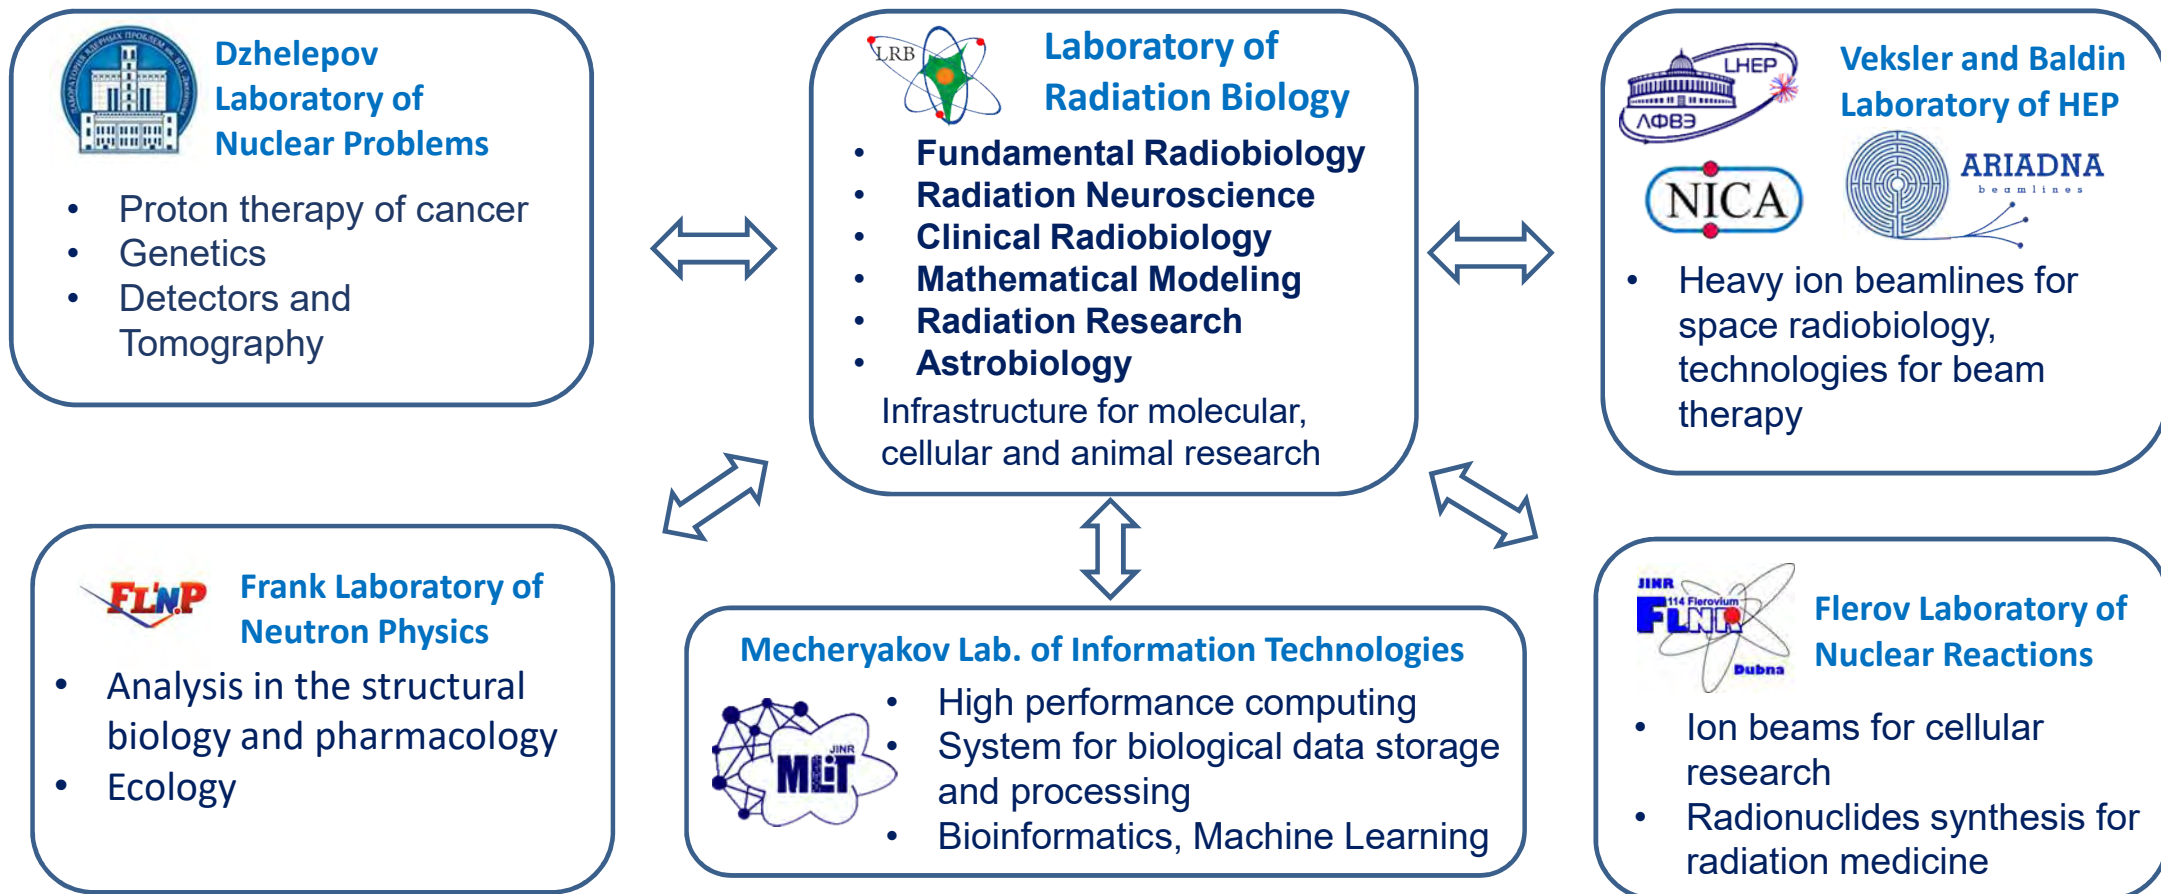 Dzhelepov
Laboratory of
Nuclear Problems
• Proton therapy of cancer
• Genetics
• Detectors and
Tomography
LRB
Laboratory of
Radiation Biology
• Fundamental Radiobiology
• Radiation Neuroscience
• Clinical Radiobiology
• Mathematical Modeling
• Radiation Research
• Astrobiology
Infrastructure for molecular,
cellular and animal research
LHEP
ЛФВЭ
Veksler and Baldin
Laboratory of HEP
NICA
ARIADNA
beamlines
• Heavy ion beamlines for
space radiobiology,
technologies for beam
therapy
FLNP
Frank Laboratory of
Neutron Physics
• Analysis in the structural
biology and pharmacology
• Ecology
Mecheryakov Lab. of Information Technologies
JINR
MLiT
• High performance computing
• System for biological data storage
and processing
• Bioinformatics, Machine Learning
JINR
114 Flerovium
FLNR
Dubna
Flerov Laboratory of
Nuclear Reactions
• Ion beams for cellular
research
• Radionuclides synthesis for
radiation medicine